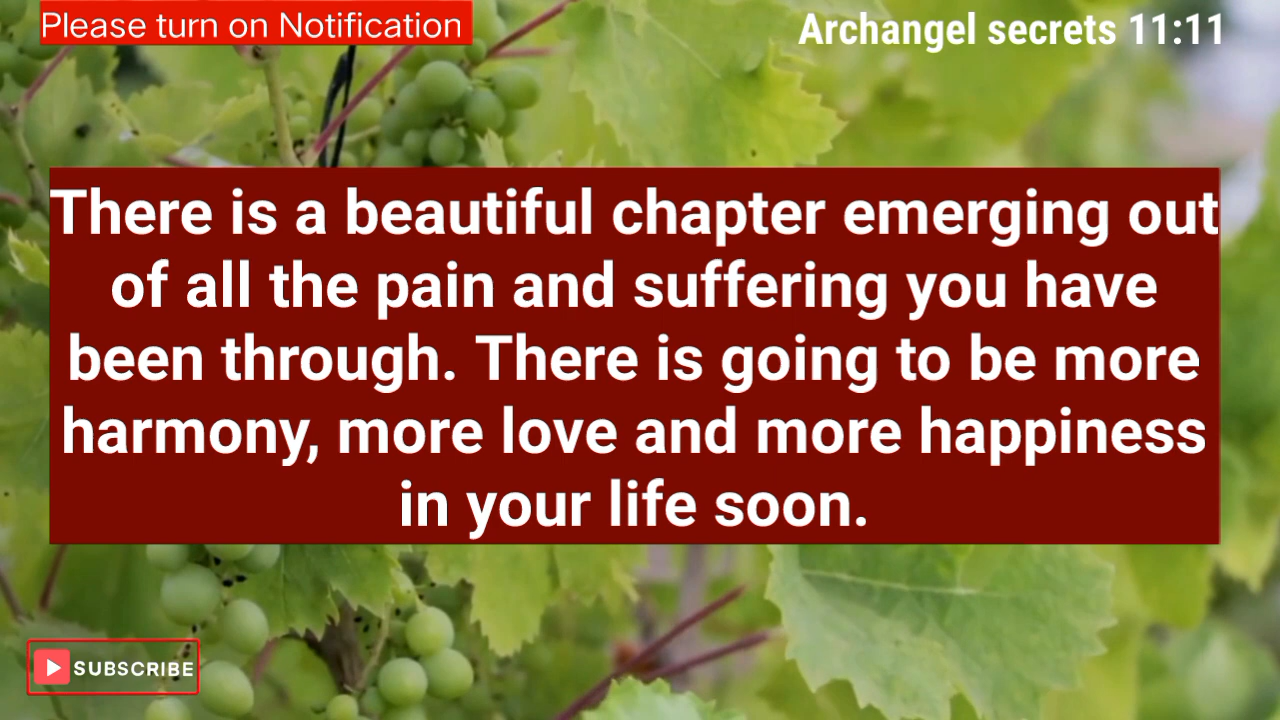 Please turn on Notification
Archangel secrets 11:11
There is a beautiful chapter emerging out
of all the pain and suffering you have
been through. There is going to be more
harmony, more love and more happiness
in your life soon.
SUBSCRIBE